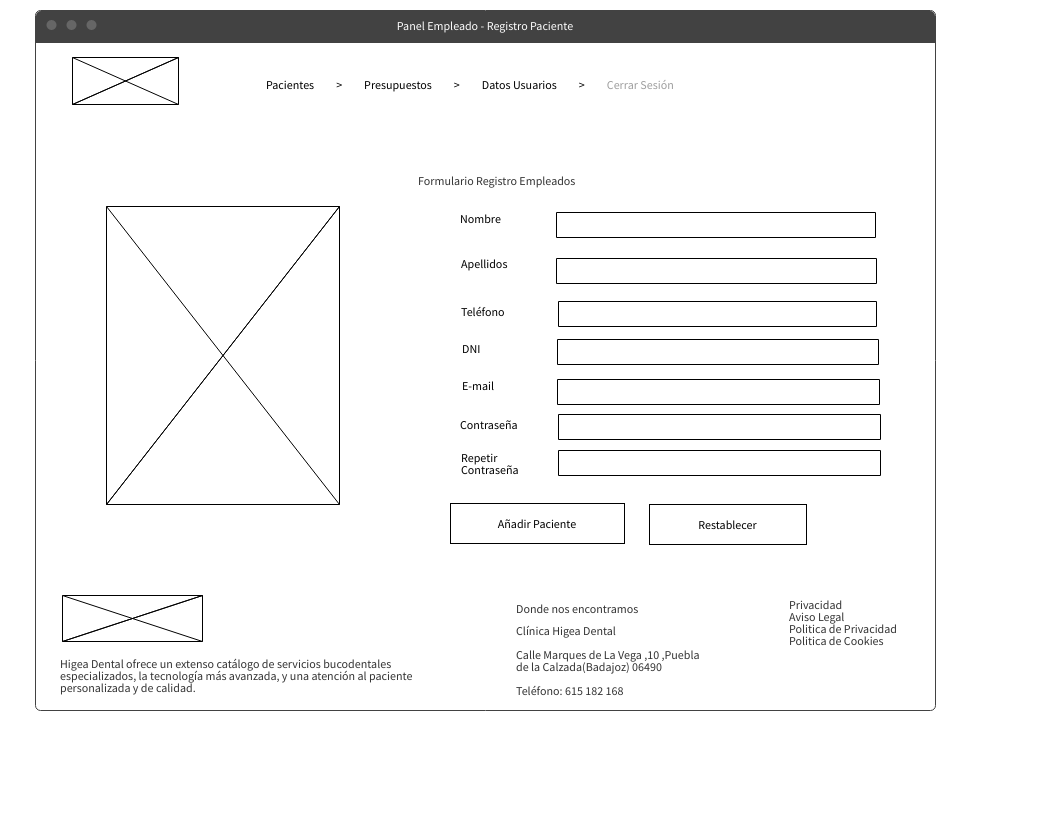 Panel Empleado - Registro Paciente
Pacientes > Presupuestos > Datos Usuarios > Cerrar Sesión
Formulario Registro Empleados
Nombre
Apellidos
Teléfono
DNI
E-mail
Contraseña
Repetir
Contraseña
Añadir Paciente
Restablecer
Higea Dental ofrece un extenso catálogo de servicios bucodentales
especializados, la tecnología más avanzada, y una atención al paciente
personalizada y de calidad.
Donde nos encontramos
Clínica Higea Dental
Calle Marques de La Vega ,10 ,Puebla
de la Calzada(Badajoz) 06490
Teléfono: 615 182 168
Privacidad
Aviso Legal
Politica de Privacidad
Politica de Cookies